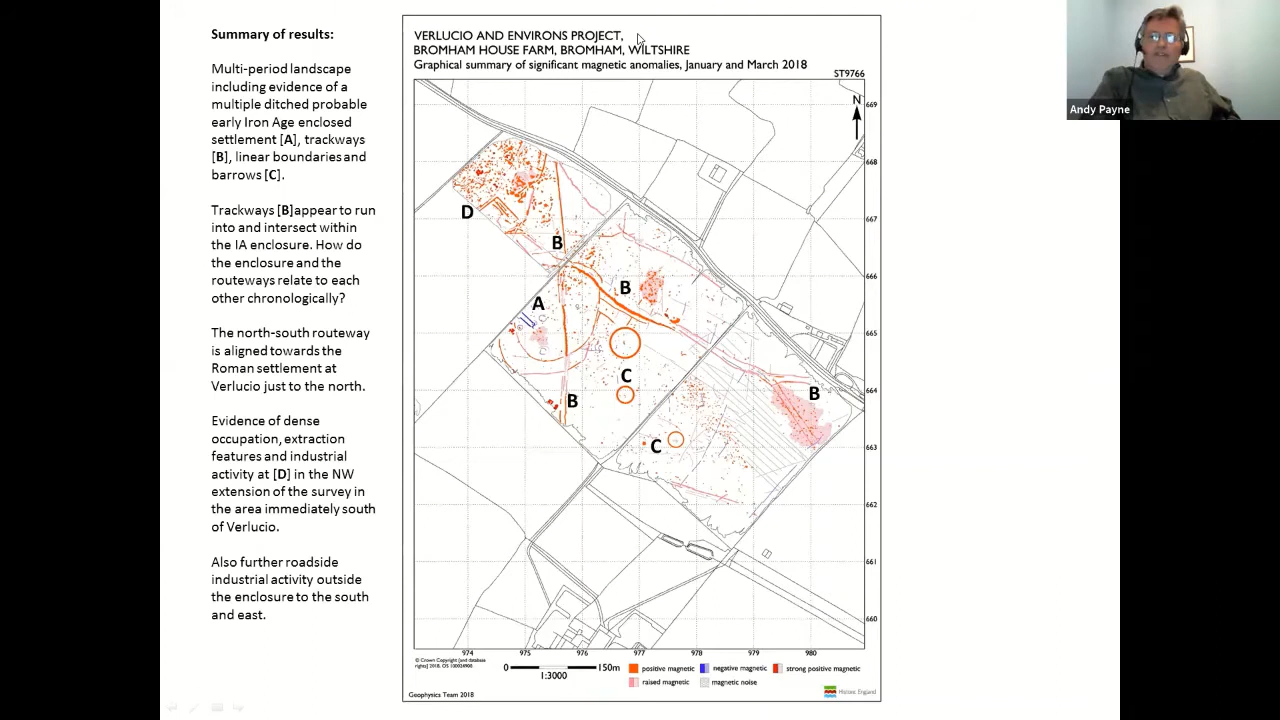 Summary of results:
Multi-period landscape
including evidence of a
multiple ditched probable
early Iron Age enclosed
settlement [A], trackways
[B], linear boundaries and
barrows [C].
Trackways [B]appear to run
into and intersect within
the IA enclosure. How do
the enclosure and the
routeways relate to each
other chronologically?
The north-south routeway
is aligned towards the
Roman settlement at
Verlucio just to the north.
Evidence of dense
occupation, extraction
features and industrial
activity at [D] in the NW
extension of the survey in
the area immediately south
of Verlucio.
Also further roadside
industrial activity outside
the enclosure to the south
and east.
VERLUCIO AND ENVIRONS PROJECT,
BROMHAM HOUSE FARM, BROMHAM, WILTSHIRE
Graphical summary of significant magnetic anomalies, January and March 2018
ST9766
N
669
668
667
666
665
664
663
662
661
660
D
B
B
A
C
B
B
C
974 975 976 977 978 979 980
© Crown Copyright [and database
rights] 2018. OS 100024900
0 150m
1:3000
positive magnetic
negative magnetic
strong positive magnetic
raised magnetic
magnetic noise
Geophysics Team 2018
Historic England
Andy Payne